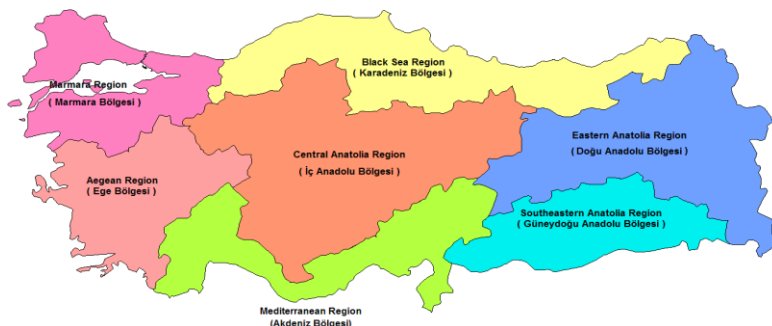 Black Sea Region
( Karadeniz Bölgesi )
Marmara Region
( Marmara Bölgesi )
Eastern Anatolia Region
( Doğu Anadolu Bölgesi )
Central Anatolia Region
( İç Anadolu Bölgesi )
Aegean Region
( Ege Bölgesi )
Southeastern Anatolia Region
( Güneydoğu Anadolu Bölgesi )
Mediterranean Region
(Akdeniz Bölgesi)